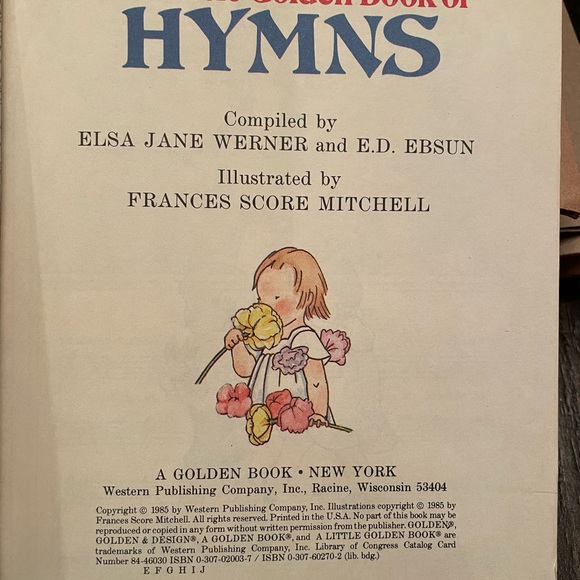 Golden Book of
HYMNS
Compiled by
ELSA JANE WERNER and E.D. EBSUN
Illustrated by
FRANCES SCORE MITCHELL
A GOLDEN BOOK • NEW YORK
Western Publishing Company, Inc., Racine, Wisconsin 53404
Copyright © 1985 by Western Publishing Company, Inc. Illustrations copyright © 1985 by
Frances Score Mitchell. All rights reserved. Printed in the U.S.A. No part of this book may be
reproduced or copied in any form without written permission from the publisher. GOLDEN®,
GOLDEN & DESIGN®, A GOLDEN BOOK®, and A LITTLE GOLDEN BOOK® are
trademarks of Western Publishing Company, Inc. Library of Congress Catalog Card
Number 84-46030 ISBN 0-307-02003-7 / ISBN 0-307-60270-2 (lib. bdg.)
E F G H I J